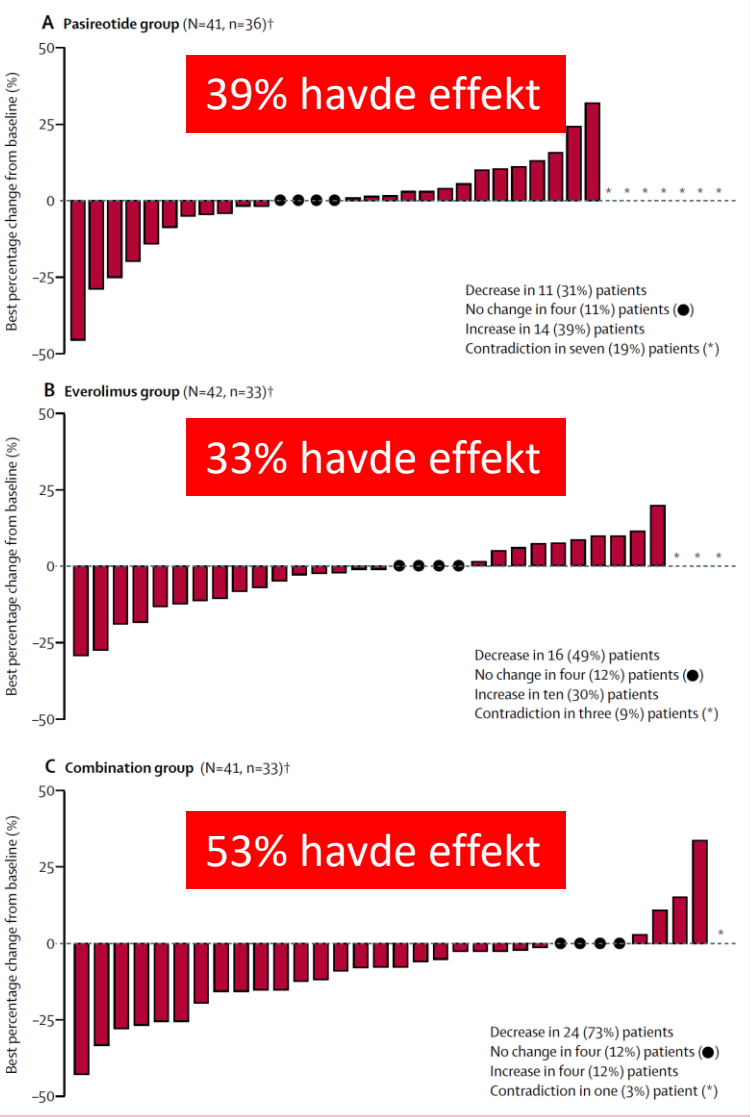 A Pasireotide group (N=41, n=36)†
Best percentage change from baseline (%)
50
25
0
−25
−50
39% havde effekt
* * * * * * *
Decrease in 11 (31%) patients
No change in four (11%) patients (●)
Increase in 14 (39%) patients
Contradiction in seven (19%) patients (*)
B Everolimus group (N=42, n=33)†
Best percentage change from baseline (%)
50
25
0
−25
−50
33% havde effekt
* * *
Decrease in 16 (49%) patients
No change in four (12%) patients (●)
Increase in ten (30%) patients
Contradiction in three (9%) patients (*)
C Combination group (N=41, n=33)†
Best percentage change from baseline (%)
50
25
0
−25
−50
53% havde effekt
*
Decrease in 24 (73%) patients
No change in four (12%) patients (●)
Increase in four (12%) patients
Contradiction in one (3%) patient (*)